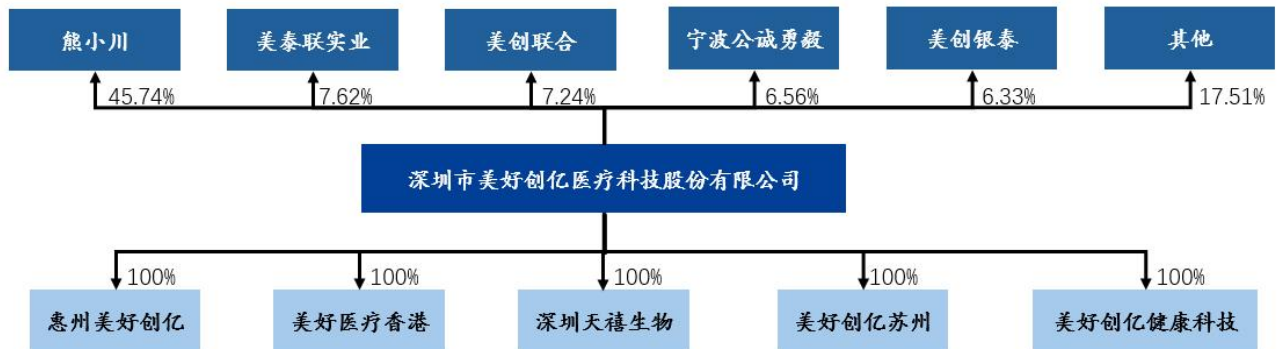 熊小川
美泰联实业
美创联合
宁波公诚勇毅
美创银泰
其他
45.74%
7.62%
7.24%
6.56%
6.33%
17.51%
深圳市美好创亿医疗科技股份有限公司
100%
100%
100%
100%
100%
惠州美好创亿
美好医疗香港
深圳天禧生物
美好创亿苏州
美好创亿健康科技